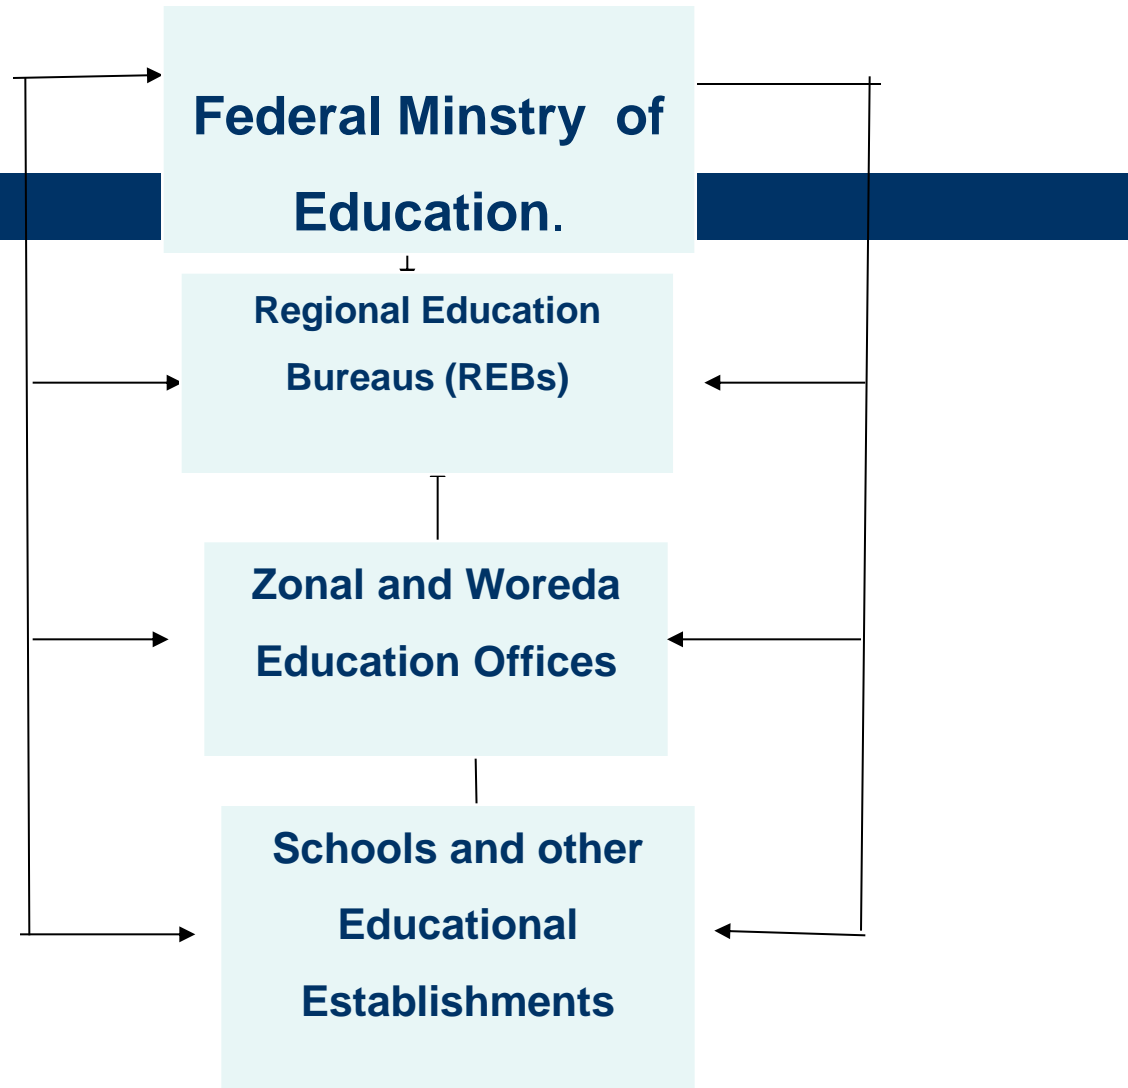 Federal Minstry of
Education.
Regional Education
Bureaus (REBs)
Zonal and Woreda
Education Offices
Schools and other
Educational
Establishments